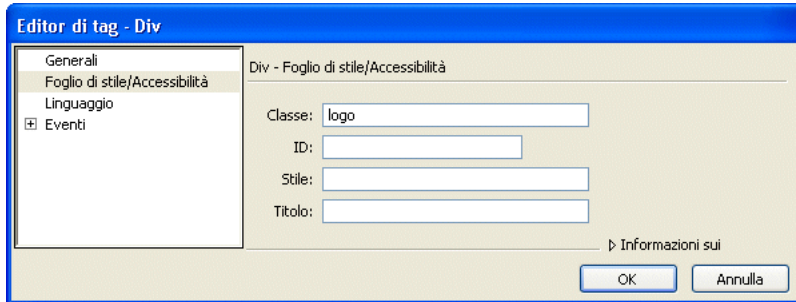 Editor di tag - Div
Generali
Foglio di stile/Accessibilità
Linguaggio
Eventi
Div - Foglio di stile/Accessibilità
Classe: logo
ID:
Stile:
Titolo:
Informazioni sui
OK Annulla